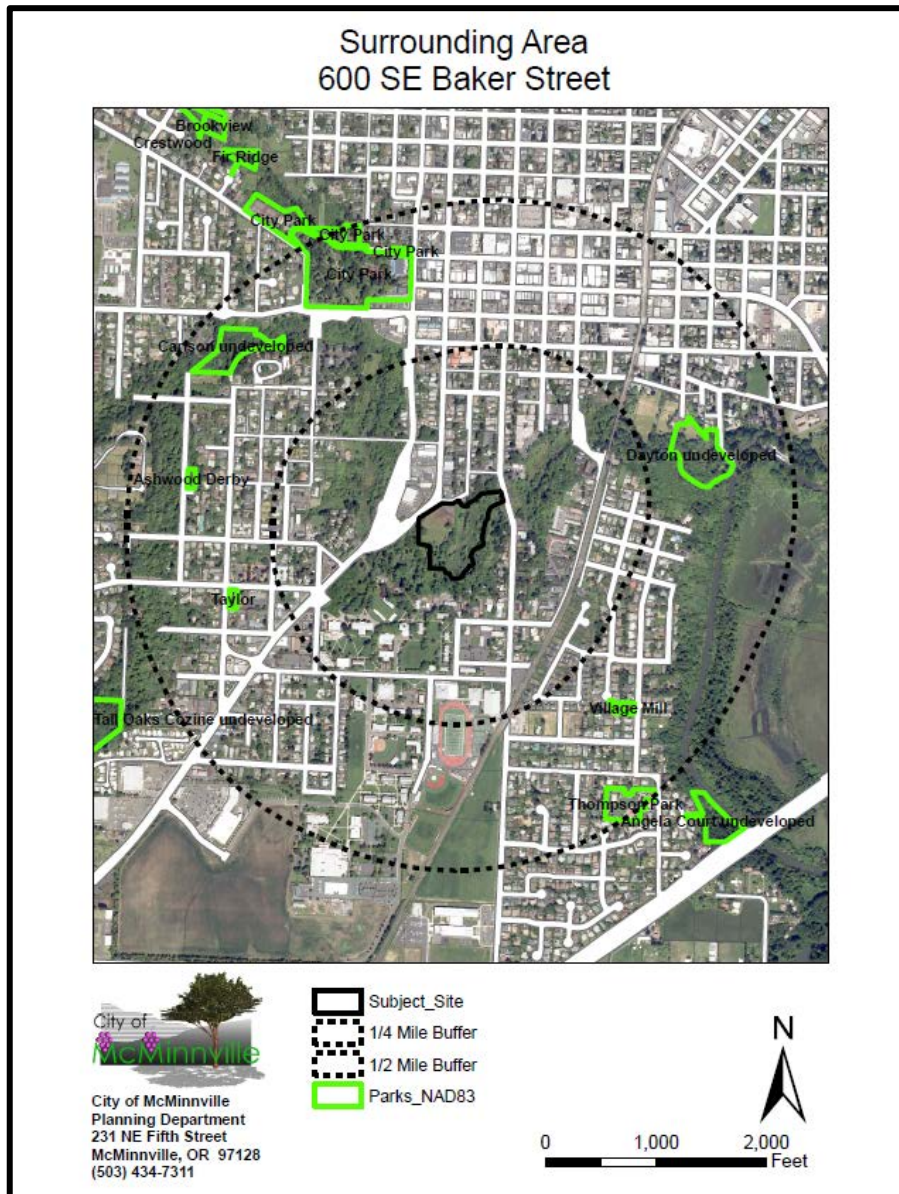 Surrounding Area
600 SE Baker Street
Brookview
Crestwood
Fir Ridge
City Park
City Park
City Park
City Park
Carlson undeveloped
Dayton undeveloped
Ashwood Derby
Taylor
Tall Oaks Cozine undeveloped
Village Mill
Thompson Park
Angela Court undeveloped
City of
McMinnville
City of McMinnville
Planning Department
231 NE Fifth Street
McMinnville, OR 97128
(503) 434-7311
Subject_Site
1/4 Mile Buffer
1/2 Mile Buffer
Parks_NAD83
N
0 1,000 2,000
Feet